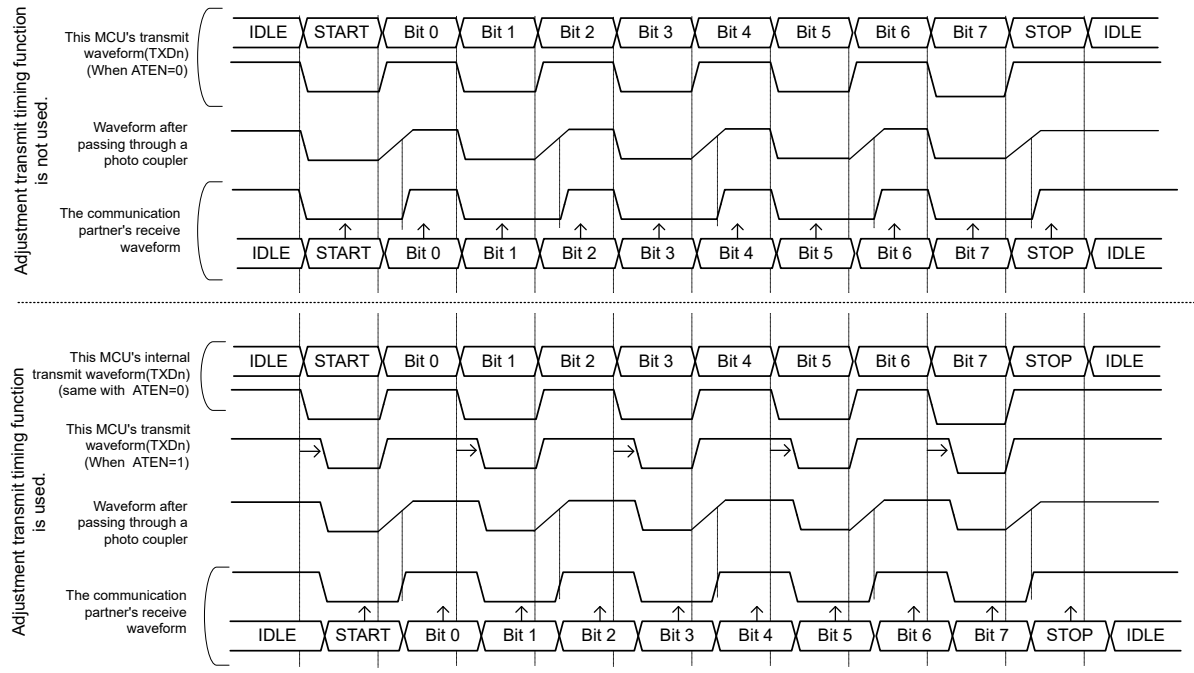 Adjustment transmit timing function
is not used.
This MCU's transmit
waveform(TXDn)
(When ATEN=0)
IDLE START Bit 0 Bit 1 Bit 2 Bit 3 Bit 4 Bit 5 Bit 6 Bit 7 STOP IDLE
Waveform after
passing through a
photo coupler
The communication
partner's receive
waveform
IDLE START Bit 0 Bit 1 Bit 2 Bit 3 Bit 4 Bit 5 Bit 6 Bit 7 STOP IDLE
Adjustment transmit timing function
is used.
This MCU's internal
transmit waveform(TXDn)
(same with ATEN=0)
IDLE START Bit 0 Bit 1 Bit 2 Bit 3 Bit 4 Bit 5 Bit 6 Bit 7 STOP IDLE
This MCU's transmit
waveform(TXDn)
(When ATEN=1)
Waveform after
passing through a
photo coupler
The communication
partner's receive
waveform
IDLE START Bit 0 Bit 1 Bit 2 Bit 3 Bit 4 Bit 5 Bit 6 Bit 7 STOP IDLE